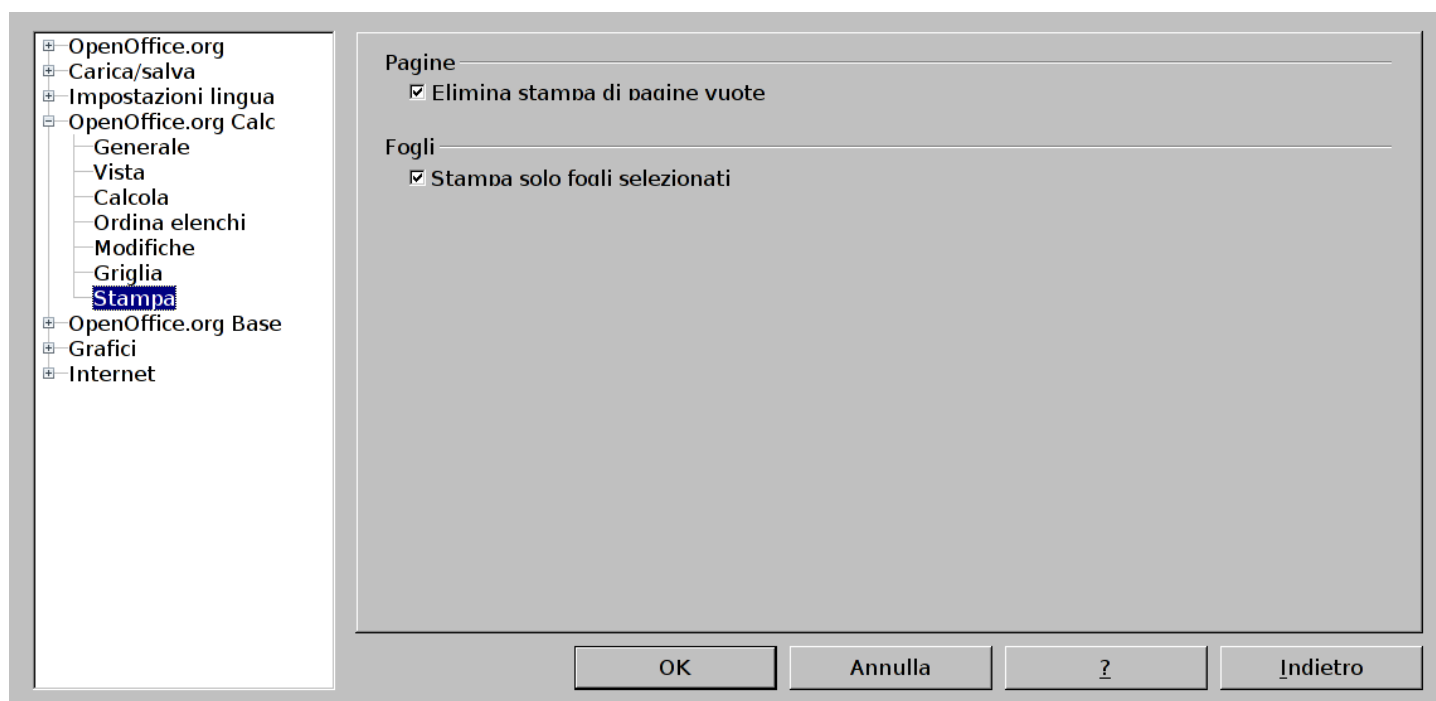 OpenOffice.org
Carica/salva
Impostazioni lingua
OpenOffice.org Calc
Generale
Vista
Calcola
Ordina elenchi
Modifiche
Griglia
Stampa
OpenOffice.org Base
Grafici
Internet
Pagine
Elimina stampa di pagine vuote
Fogli
Stampa solo fogli selezionati
OK
Annulla
?
Indietro